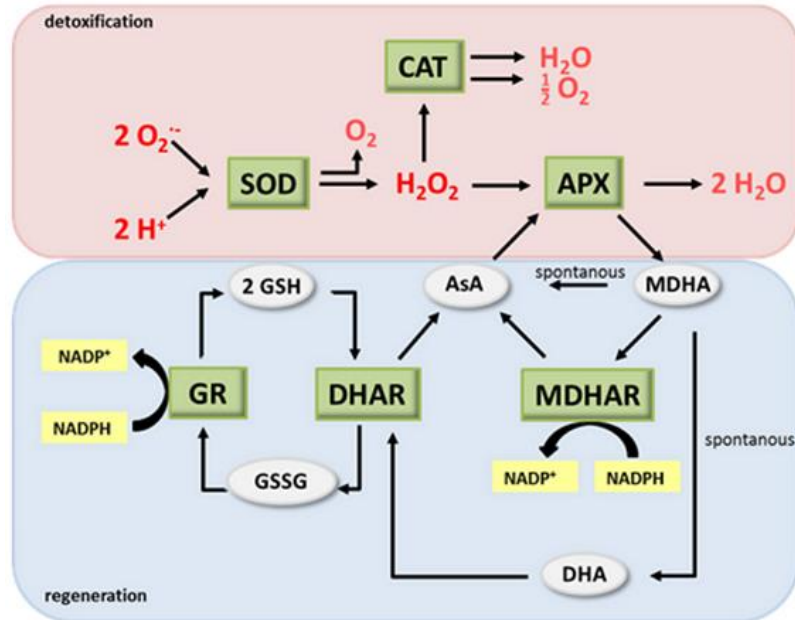 detoxification
CAT
H₂O
½ O₂
2 O₂·⁻
O₂
SOD
H₂O₂
APX
2 H₂O
2 H⁺
2 GSH
AsA
spontanous
MDHA
NADP⁺
GR
DHAR
MDHAR
NADPH
spontanous
GSSG
NADP⁺
NADPH
DHA
regeneration